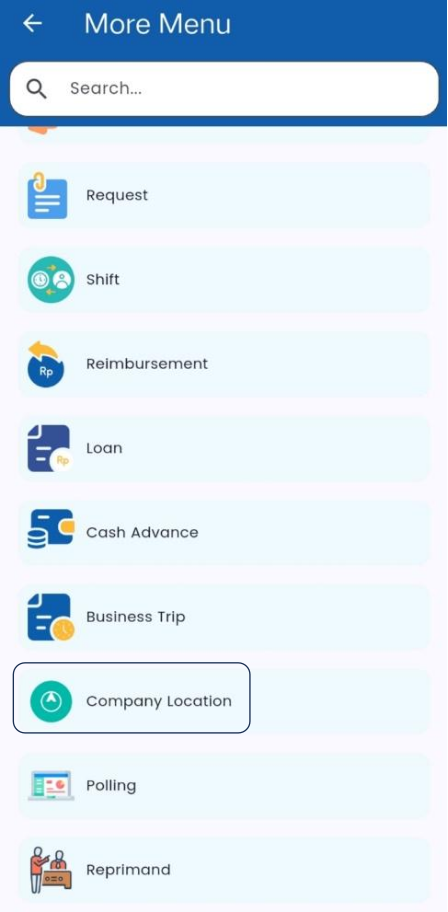 More Menu
Search...
Request
Shift
Rp
Reimbursement
Rp
Loan
Cash Advance
Business Trip
Company Location
Polling
Reprimand